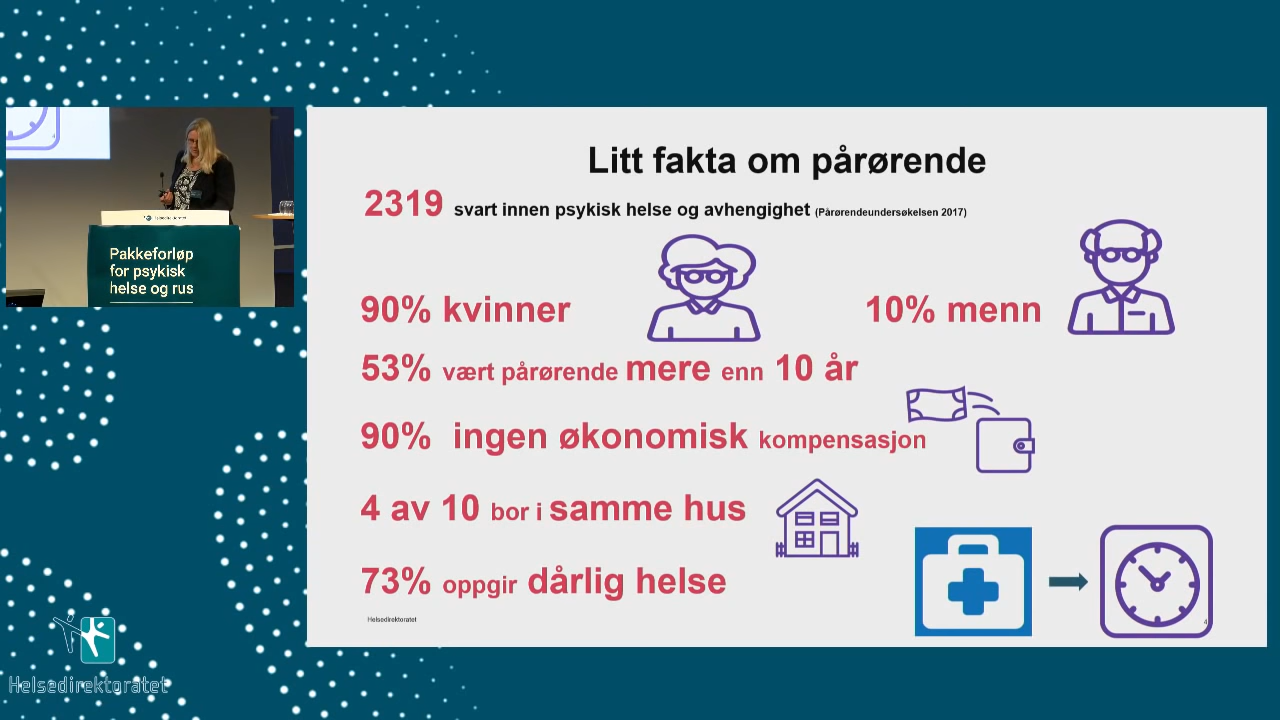 Litt fakta om pårørende
2319 svart innen psykisk helse og avhengighet (Pårørendeundersøkelsen 2017)
90% kvinner
10% menn
53% vært pårørende mere enn 10 år
90% ingen økonomisk kompensasjon
4 av 10 bor i samme hus
73% oppgir dårlig helse
Helsedirektoratet
4
Helsedirektoratet
Pakkeforløp
for psykisk
helse og rus
Helsedirektoratet